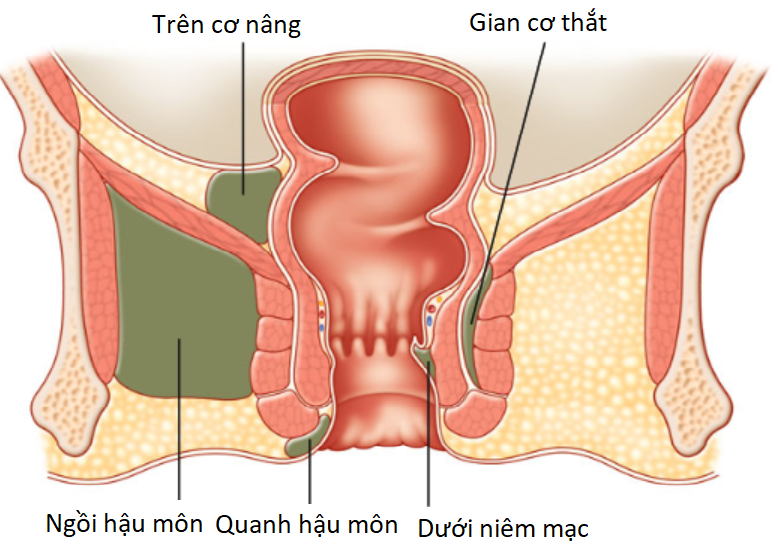 Trên cơ nâng
Gian cơ thắt
Ngồi hậu môn
Quanh hậu môn
Dưới niêm mạc